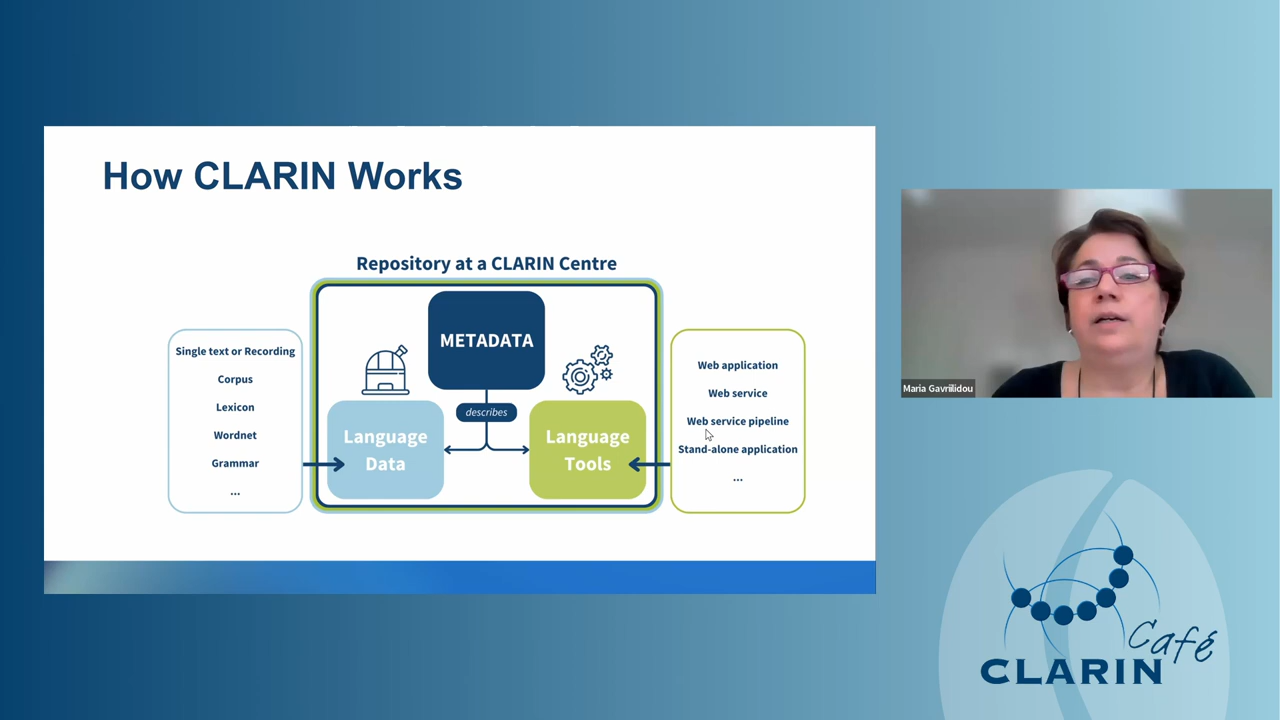 How CLARIN Works
Repository at a CLARIN Centre
METADATA
describes
Language
Data
Language
Tools
Single text or Recording
Corpus
Lexicon
Wordnet
Grammar
...
Web application
Web service
Web service pipeline
Stand-alone application
...
Maria Gavriilidou
Café
CLARIN